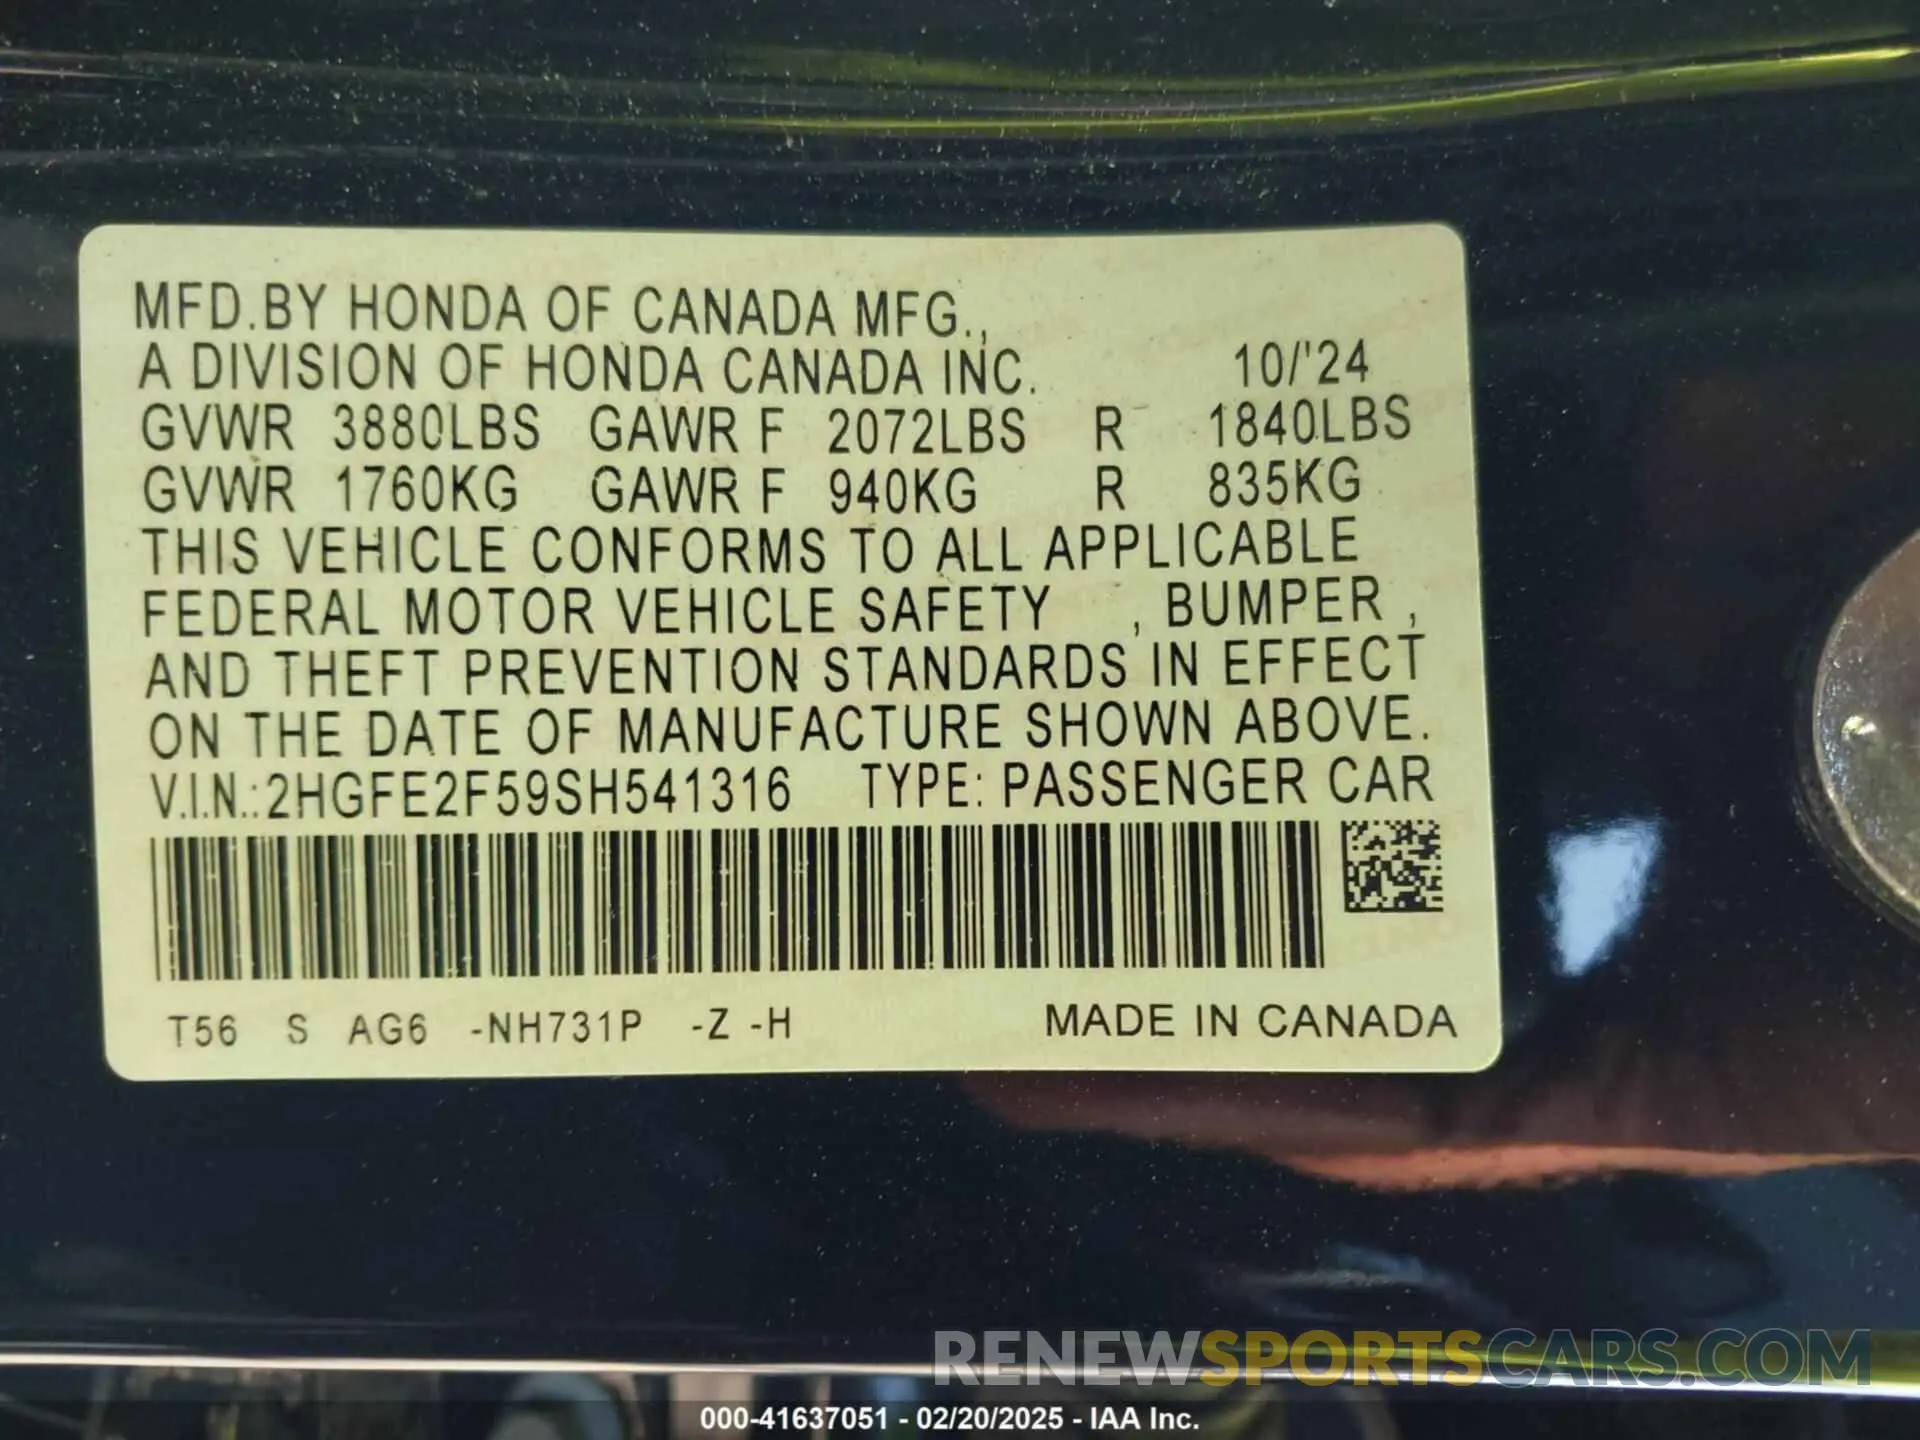 MFD.BY HONDA OF CANADA MFG.,
A DIVISION OF HONDA CANADA INC. 10/'24
GVWR 3880LBS GAWR F 2072LBS R 1840LBS
GVWR 1760KG GAWR F 940KG R 835KG
THIS VEHICLE CONFORMS TO ALL APPLICABLE
FEDERAL MOTOR VEHICLE SAFETY , BUMPER ,
AND THEFT PREVENTION STANDARDS IN EFFECT
ON THE DATE OF MANUFACTURE SHOWN ABOVE.
V.I.N.:2HGFE2F59SH541316 TYPE: PASSENGER CAR
T56 S AG6 -NH731P -Z -H MADE IN CANADA
RENEWSPORTSCARS.COM
000-41637051 - 02/20/2025 - IAA Inc.